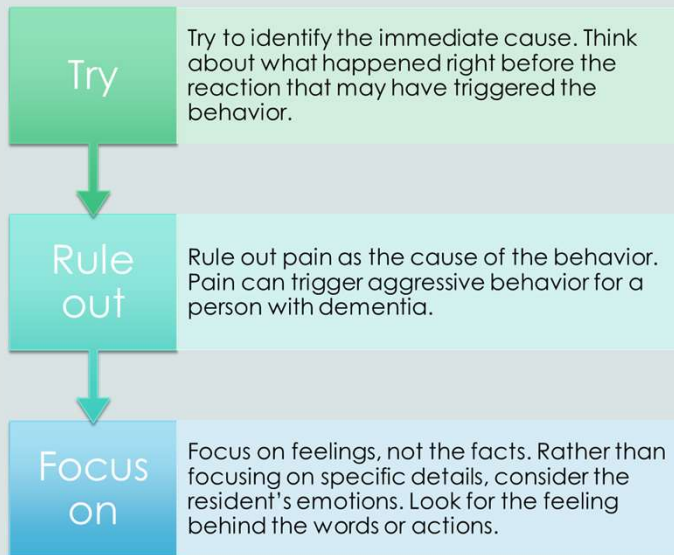 Try
Try to identify the immediate cause. Think
about what happened right before the
reaction that may have triggered the
behavior.
Rule
out
Rule out pain as the cause of the behavior.
Pain can trigger aggressive behavior for a
person with dementia.
Focus
on
Focus on feelings, not the facts. Rather than
focusing on specific details, consider the
resident's emotions. Look for the feeling
behind the words or actions.